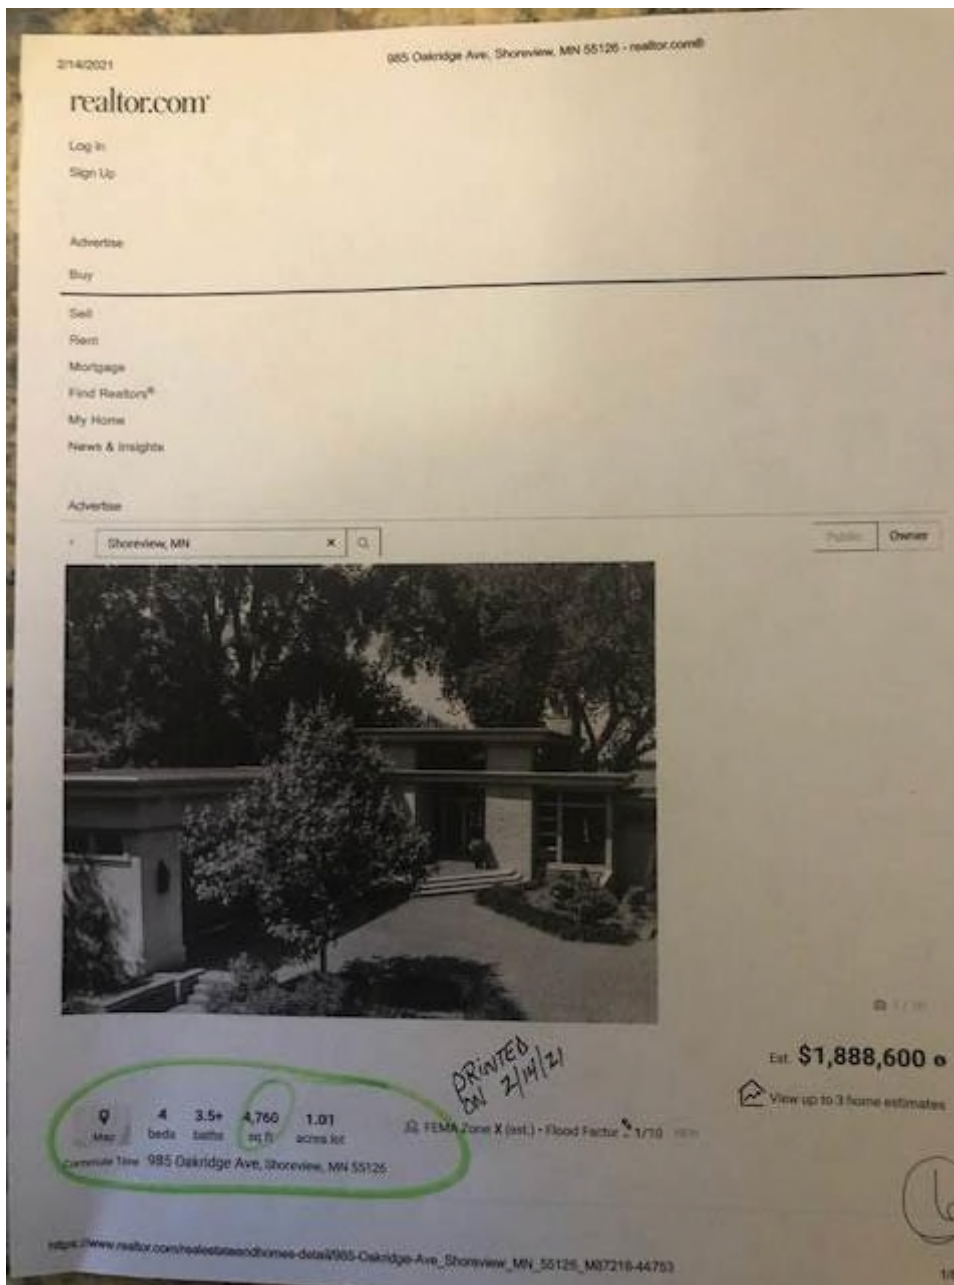 2/14/2021
985 Oakridge Ave, Shoreview, MN 55126 - realtor.com®
realtor.com®
Log In
Sign Up
Advertise
Buy
Sell
Rent
Mortgage
Find Realtors®
My Home
News & Insights
Advertise
Shoreview, MN ×
Public Owner
Est. $1,888,600
View up to 3 home estimates
PRINTED
ON 2/14/21
4 3.5+ 4,760 1.01
Map beds baths sq ft acres lot
FEMA Zone X (est.) - Flood Factor 1/10 NEW
Commute Time 985 Oakridge Ave, Shoreview, MN 55126
https://www.realtor.com/realestateandhomes-detail/985-Oakridge-Ave_Shoreview_MN_55126_M87216-44753